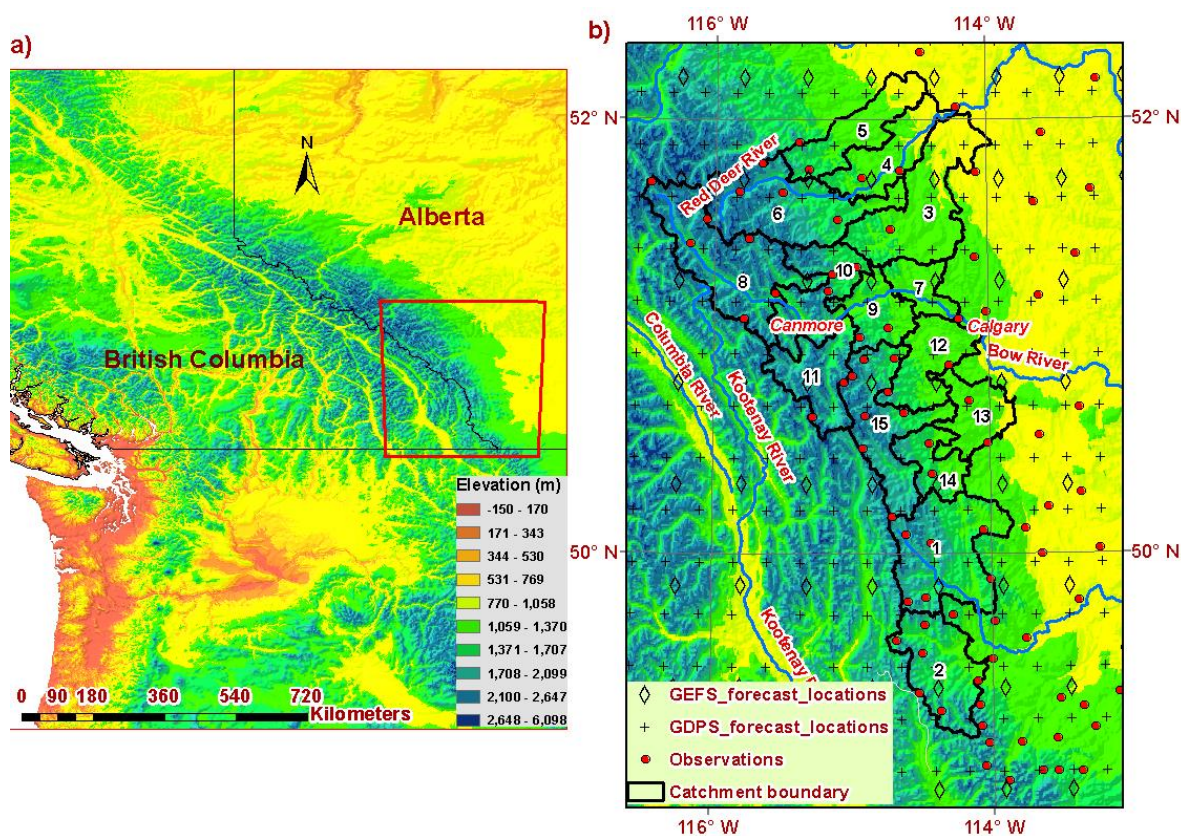 a)
N
Alberta
British Columbia
Elevation (m)
-150 - 170
171 - 343
344 - 530
531 - 769
770 - 1,058
1,059 - 1,370
1,371 - 1,707
1,708 - 2,099
2,100 - 2,647
2,648 - 6,098
0 90 180 360 540 720
Kilometers
b)
116° W 114° W
52° N
5
4
Red Deer River
3
6
10
8
7
9
Canmore
Calgary
12
Bow River
Columbia River
Kootenay River
11
13
15
14
50° N
1
Kootenay
2
GEFS_forecast_locations
GDPS_forecast_locations
Observations
Catchment boundary
116° W 114° W